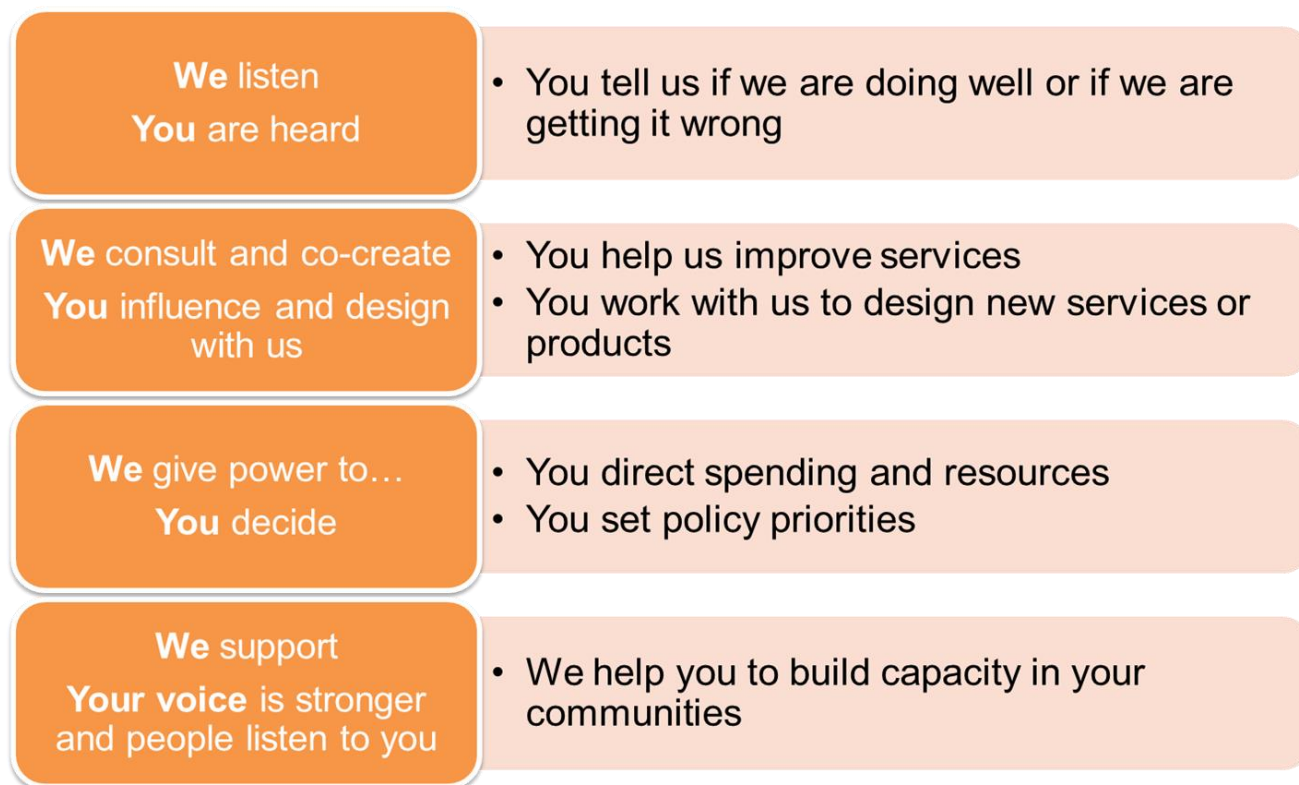 We listen
You are heard
• You tell us if we are doing well or if we are
getting it wrong
We consult and co-create
You influence and design
with us
• You help us improve services
• You work with us to design new services or
products
We give power to…
You decide
• You direct spending and resources
• You set policy priorities
We support
Your voice is stronger
and people listen to you
• We help you to build capacity in your
communities